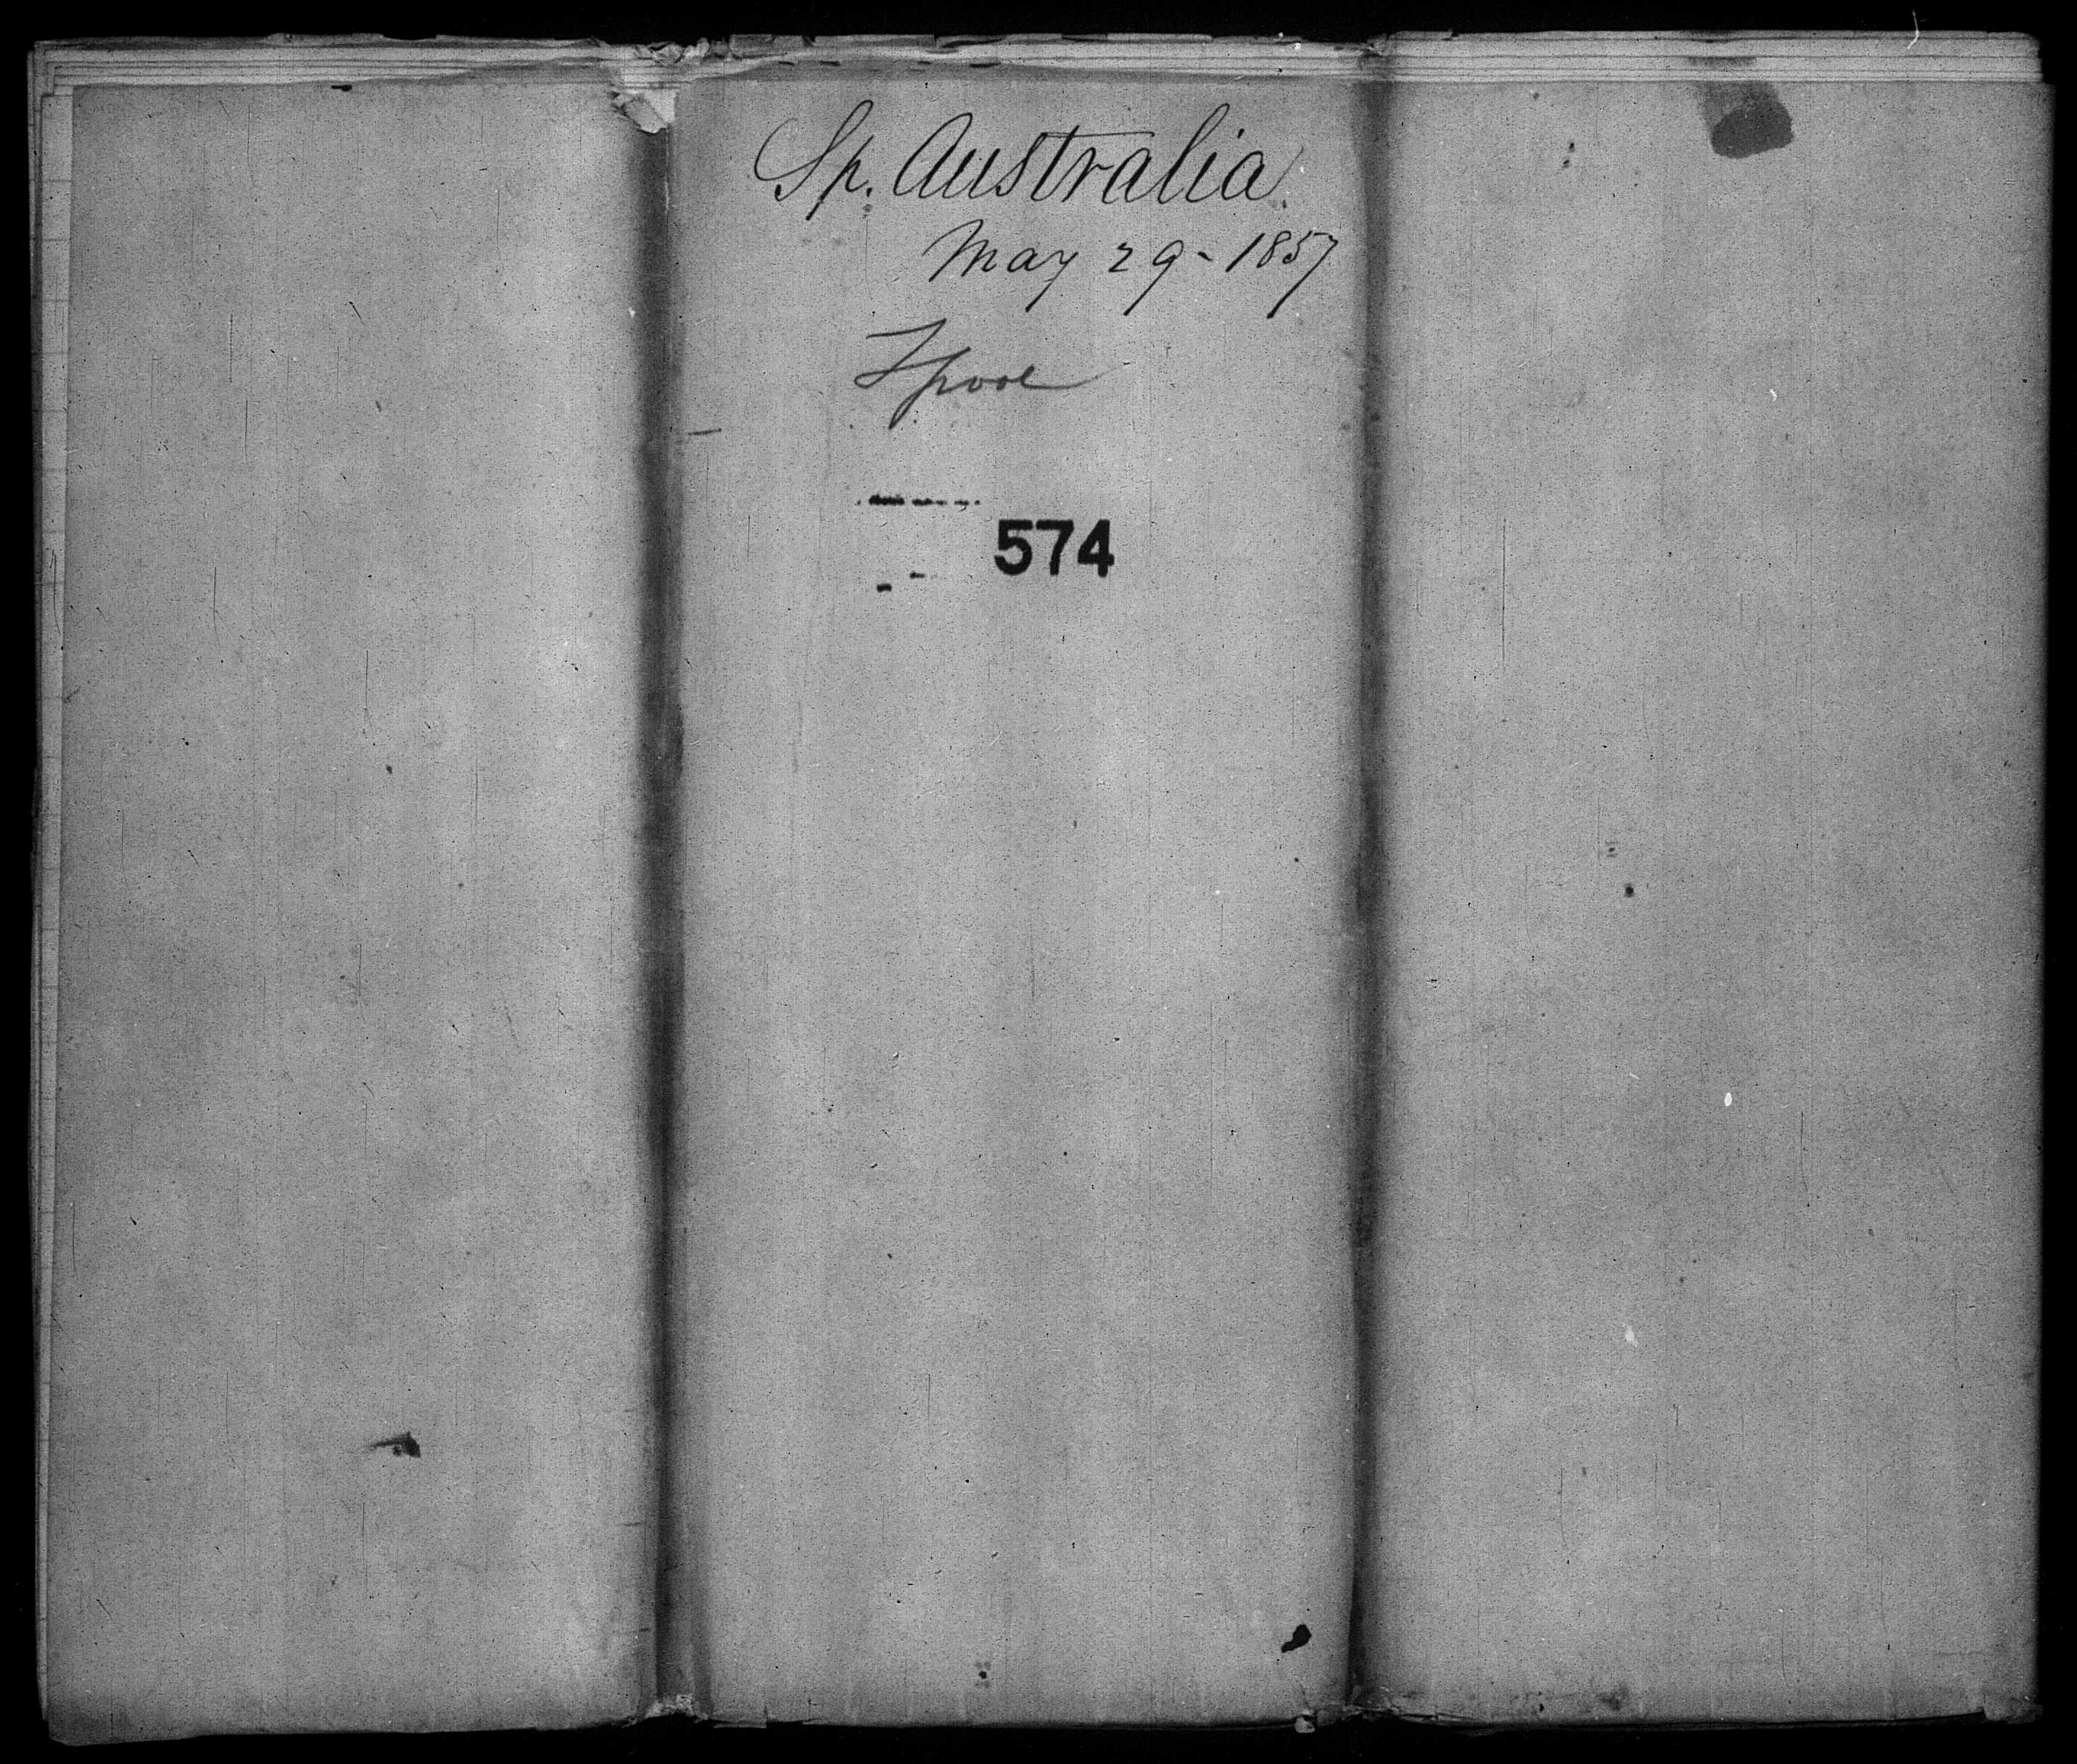 Sp. Australia
May 29 - 1857
L'pool
574